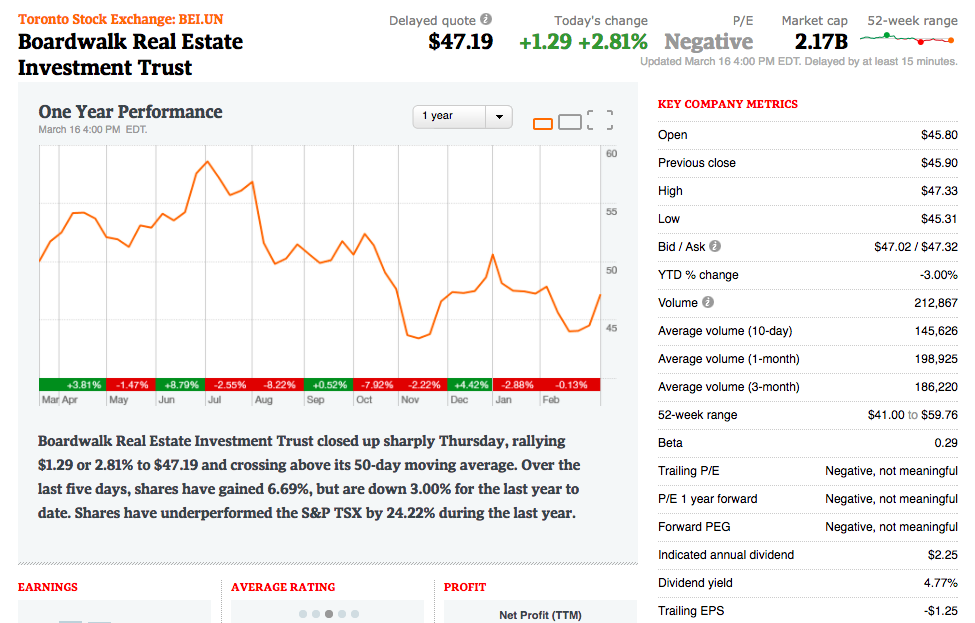 Toronto Stock Exchange: BEI.UN
Boardwalk Real Estate
Investment Trust
Delayed quote i
$47.19
Today's change
+1.29 +2.81%
P/E
Negative
Market cap
2.17B
52-week range
Updated March 16 4:00 PM EDT. Delayed by at least 15 minutes.
One Year Performance
March 16 4:00 PM EDT.
1 year
60
55
50
45
+3.81% -1.47% +8.79% -2.55% -8.22% +0.52% -7.92% -2.22% +4.42% -2.88% -0.13%
Mar Apr May Jun Jul Aug Sep Oct Nov Dec Jan Feb
Boardwalk Real Estate Investment Trust closed up sharply Thursday, rallying
$1.29 or 2.81% to $47.19 and crossing above its 50-day moving average. Over the
last five days, shares have gained 6.69%, but are down 3.00% for the last year to
date. Shares have underperformed the S&P TSX by 24.22% during the last year.
EARNINGS
AVERAGE RATING
PROFIT
Net Profit (TTM)
KEY COMPANY METRICS
Open $45.80
Previous close $45.90
High $47.33
Low $45.31
Bid / Ask i $47.02 / $47.32
YTD % change -3.00%
Volume i 212,867
Average volume (10-day) 145,626
Average volume (1-month) 198,925
Average volume (3-month) 186,220
52-week range $41.00 to $59.76
Beta 0.29
Trailing P/E Negative, not meaningful
P/E 1 year forward Negative, not meaningful
Forward PEG Negative, not meaningful
Indicated annual dividend $2.25
Dividend yield 4.77%
Trailing EPS -$1.25